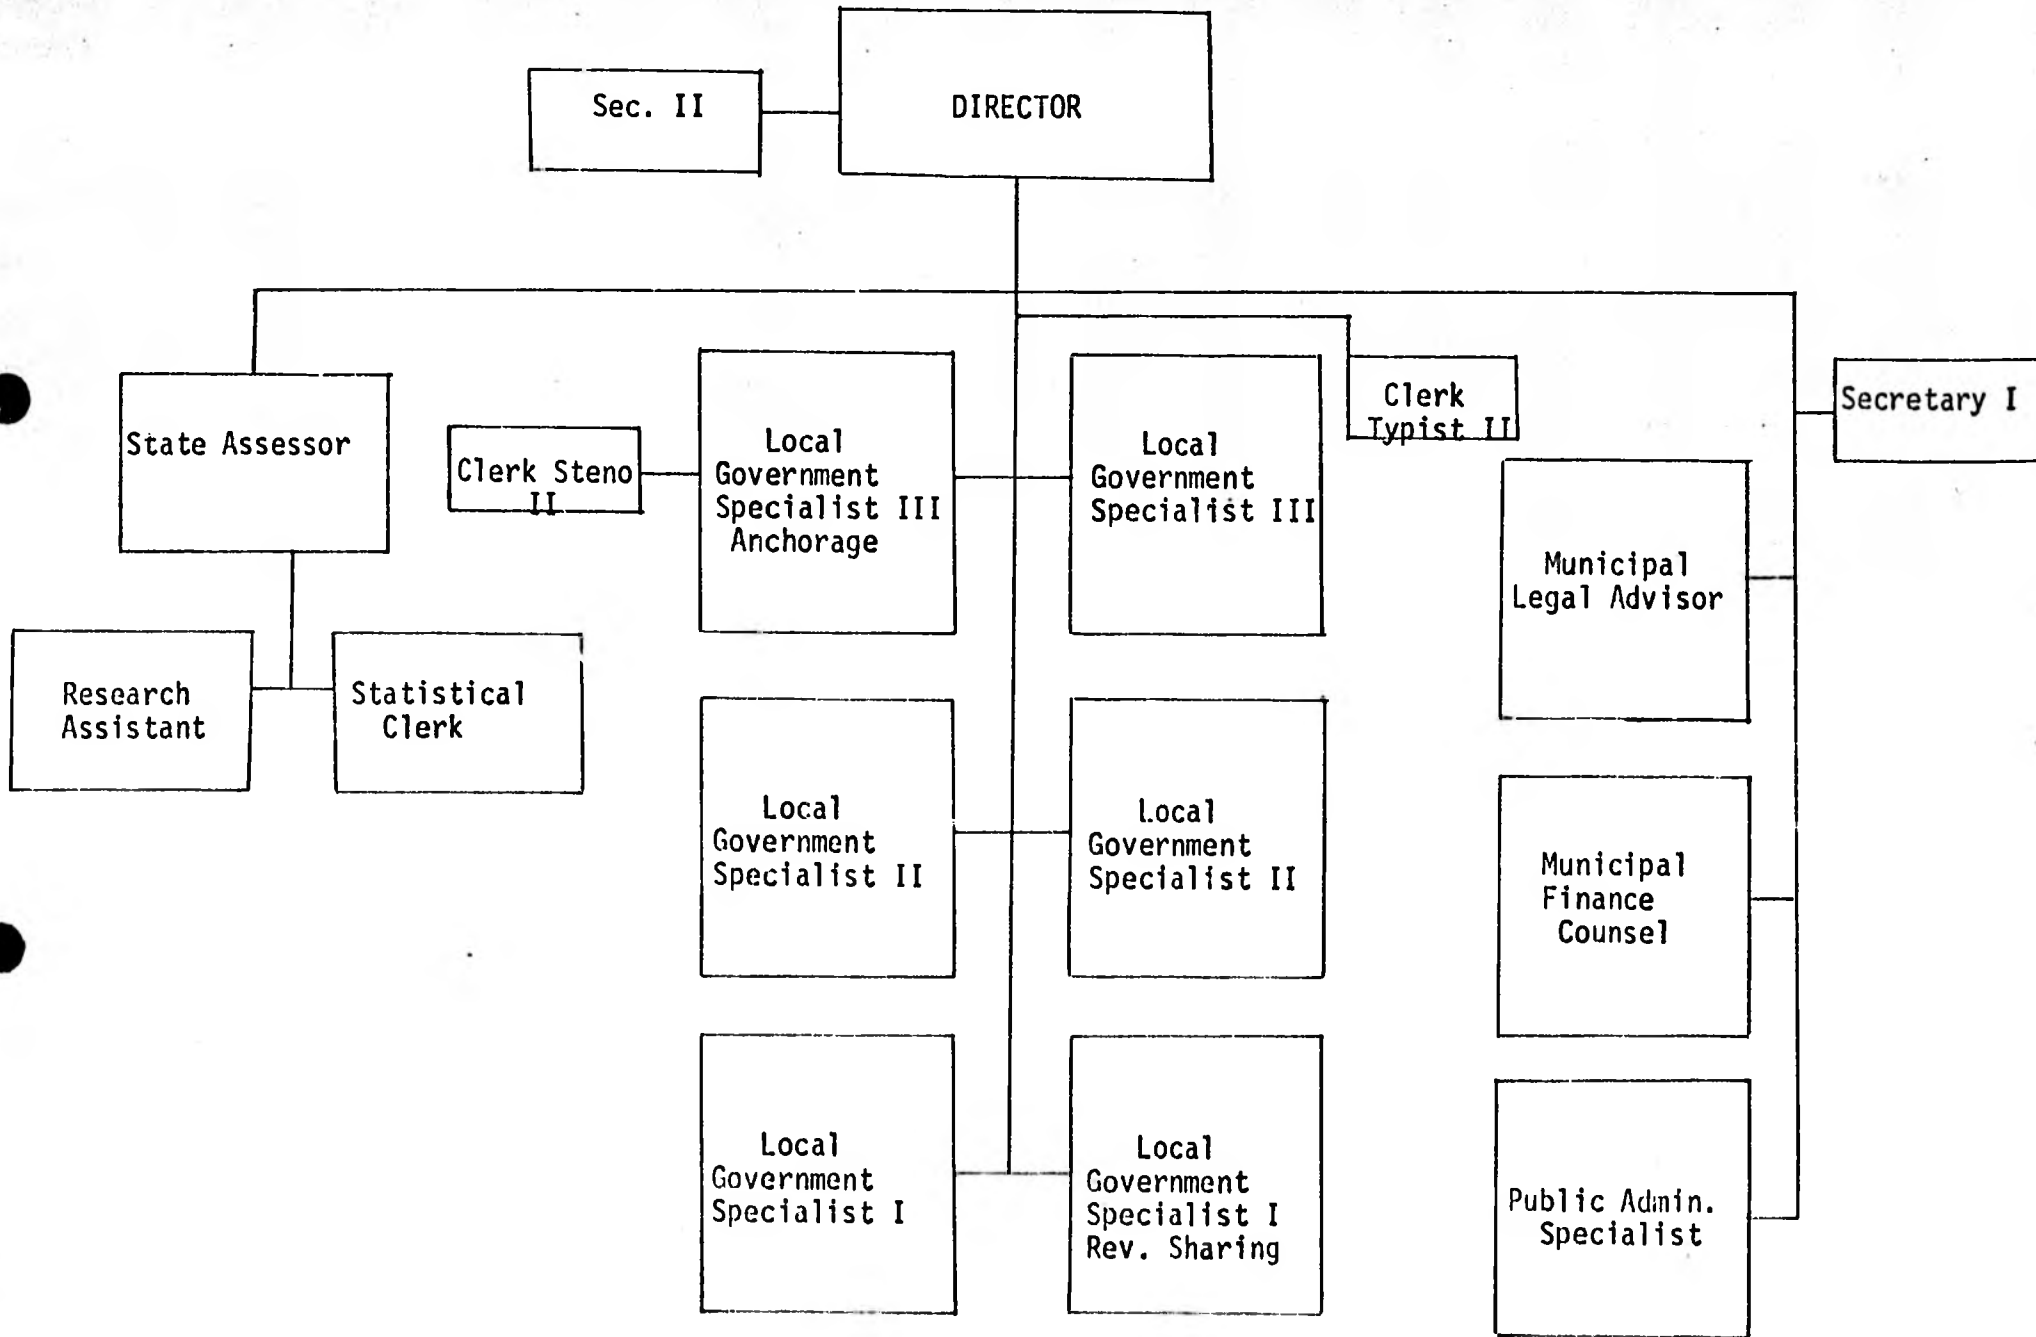 Sec. II
DIRECTOR
State Assessor
Clerk Steno
II
Local
Government
Specialist III
Anchorage
Local
Government
Specialist III
Clerk
Typist II
Secretary I
Municipal
Legal Advisor
Research
Assistant
Statistical
Clerk
Local
Government
Specialist II
Local
Government
Specialist II
Municipal
Finance
Counsel
Local
Government
Specialist I
Local
Government
Specialist I
Rev. Sharing
Public Admin.
Specialist